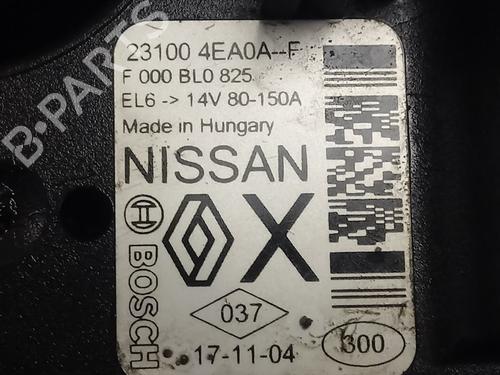 23100 4EA0A--F
F 000 BL0 825
EL6 -> 14V 80-150A
Made in Hungary
NISSAN
X
BOSCH
037
17-11-04
300
B-PARTS